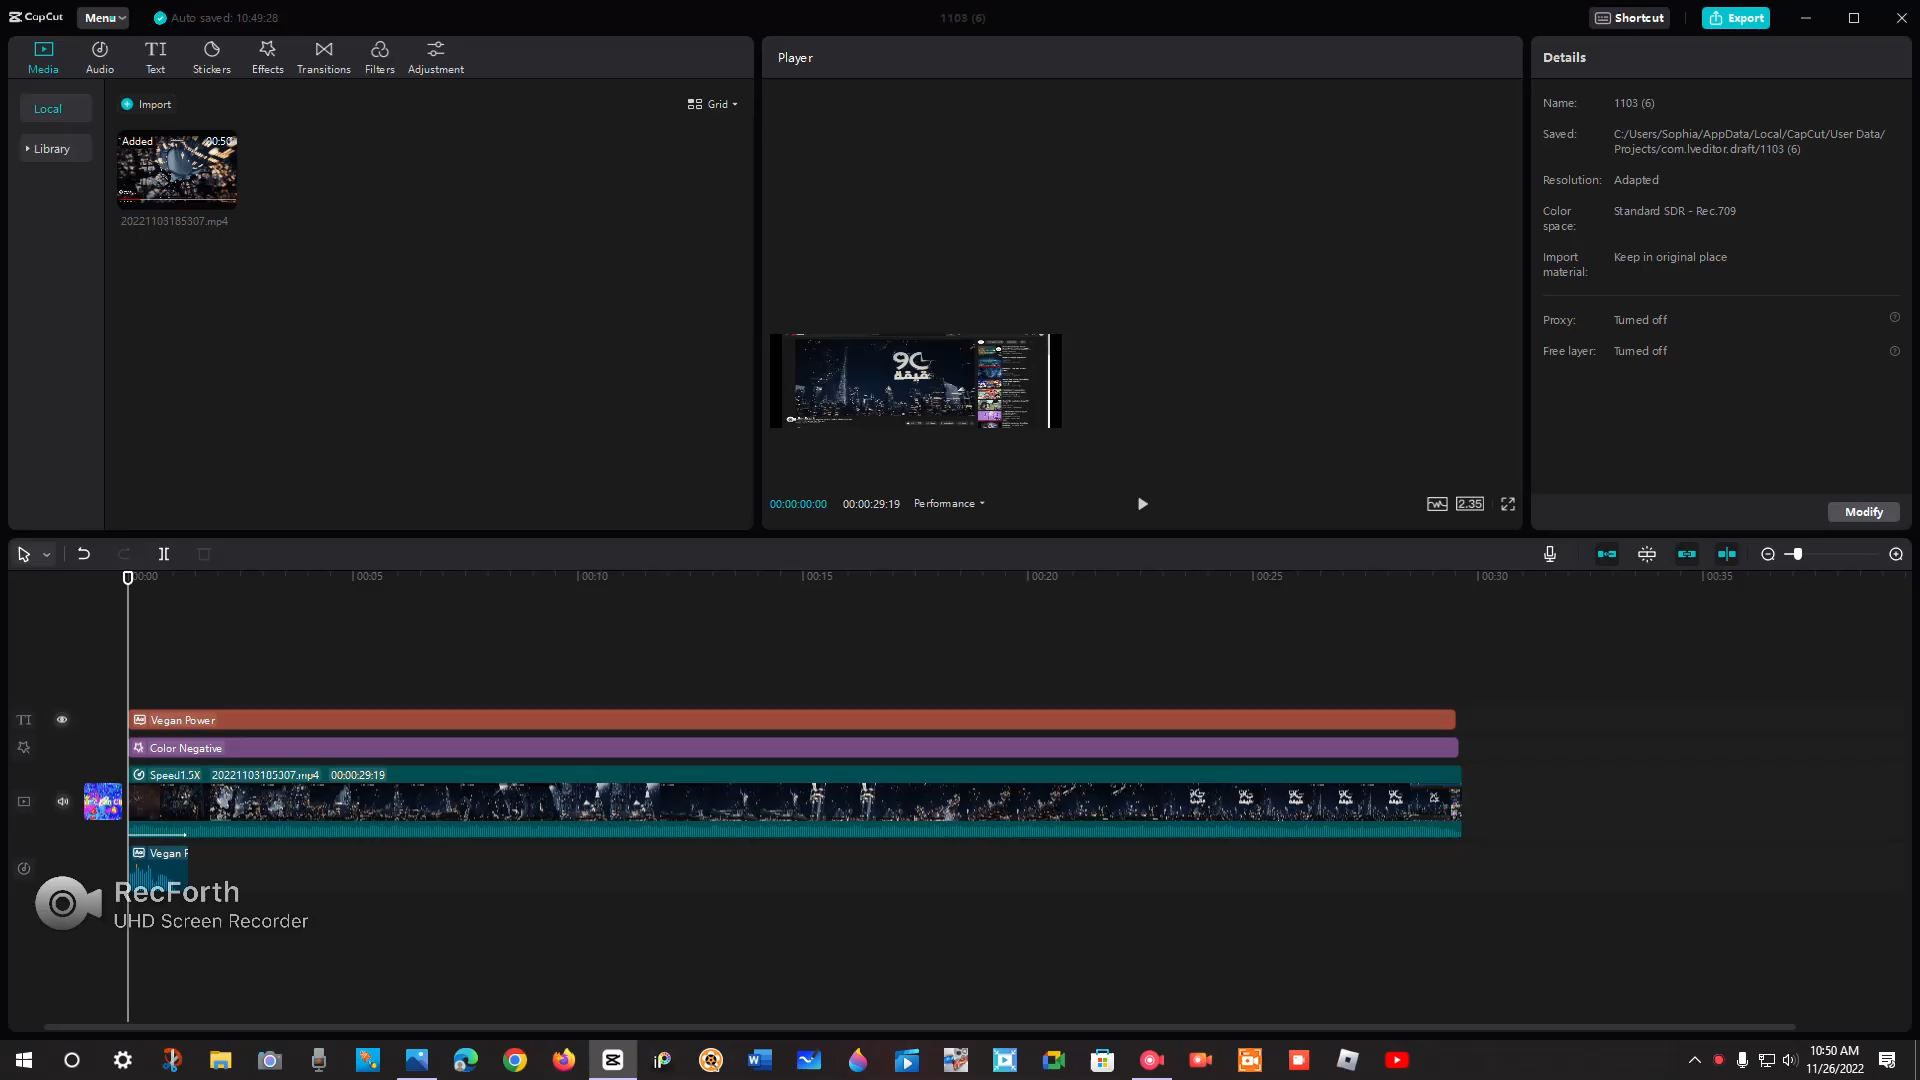 CapCut
Menu
Auto saved: 10:49:28
1103 (6)
Shortcut
Export
Media
Audio
Text
Stickers
Effects
Transitions
Filters
Adjustment
Player
Details
Local
Library
Import
Grid
Added 00:50
20221103185307.mp4
90
دقيقة
Name: 1103 (6)
Saved: C:/Users/Sophia/AppData/Local/CapCut/User Data/
Projects/com.lveditor.draft/1103 (6)
Resolution: Adapted
Color
space: Standard SDR - Rec.709
Import
material: Keep in original place
Proxy: Turned off
Free layer: Turned off
Modify
00:00:00:00 00:00:29:19 Performance
2.35
00:00 00:05 00:10 00:15 00:20 00:25 00:30 00:35
TI
Vegan Power
Color Negative
Speed1.5X 20221103185307.mp4 00:00:29:19
Vegan P
RecForth
UHD Screen Recorder
10:50 AM
11/26/2022